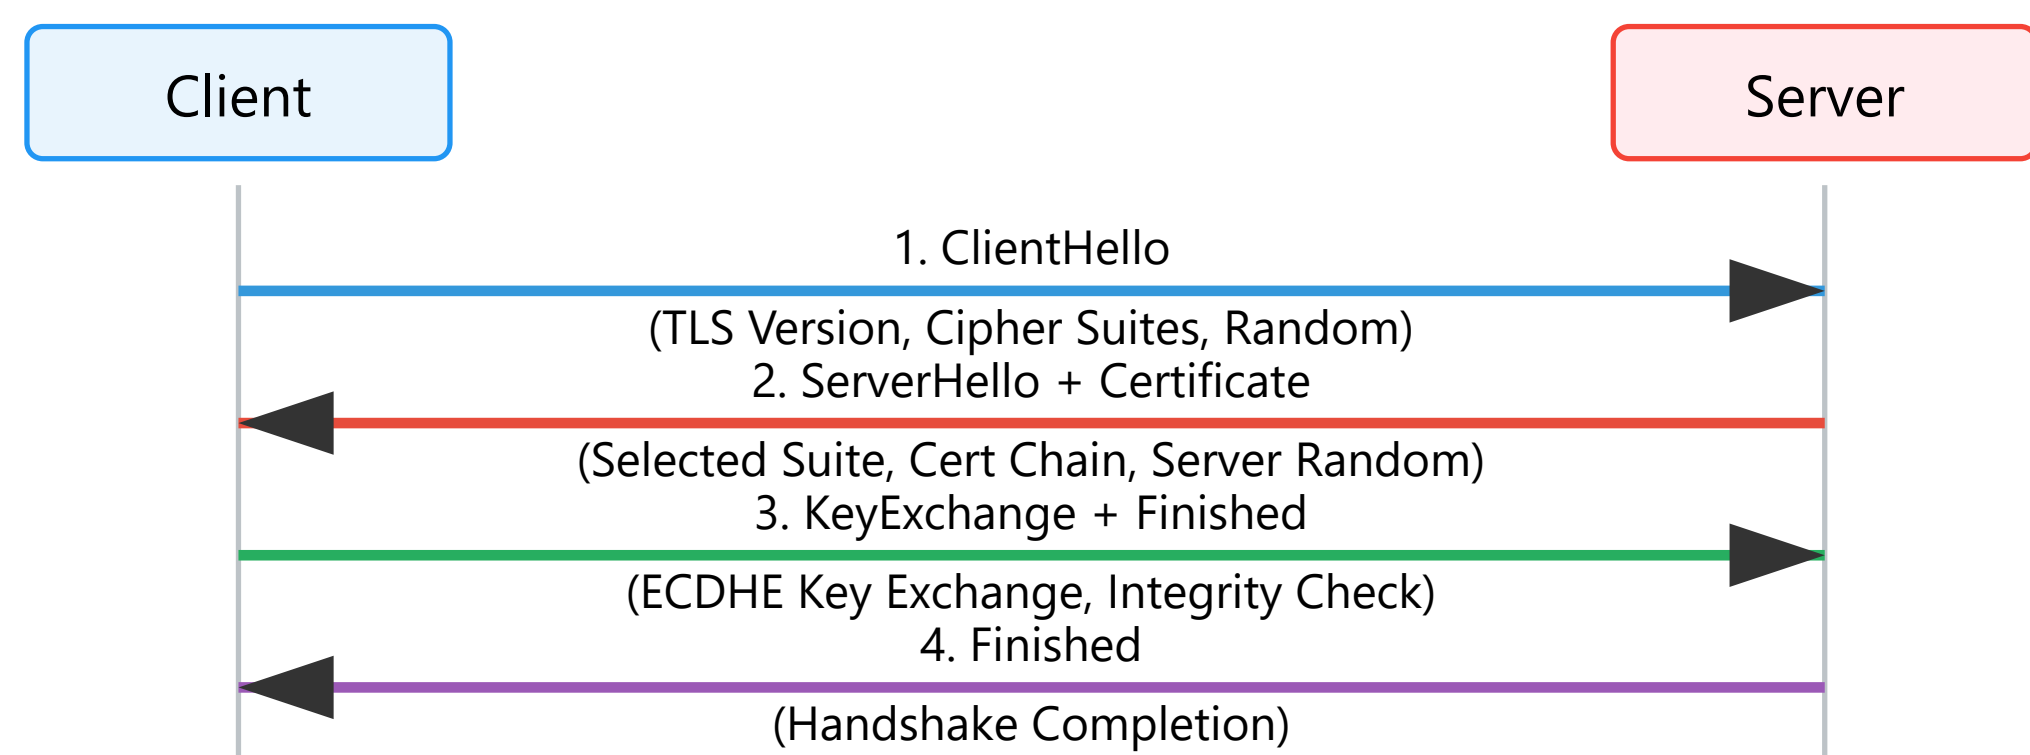 Client
Server
1. ClientHello
(TLS Version, Cipher Suites, Random)
2. ServerHello + Certificate
(Selected Suite, Cert Chain, Server Random)
3. KeyExchange + Finished
(ECDHE Key Exchange, Integrity Check)
4. Finished
(Handshake Completion)